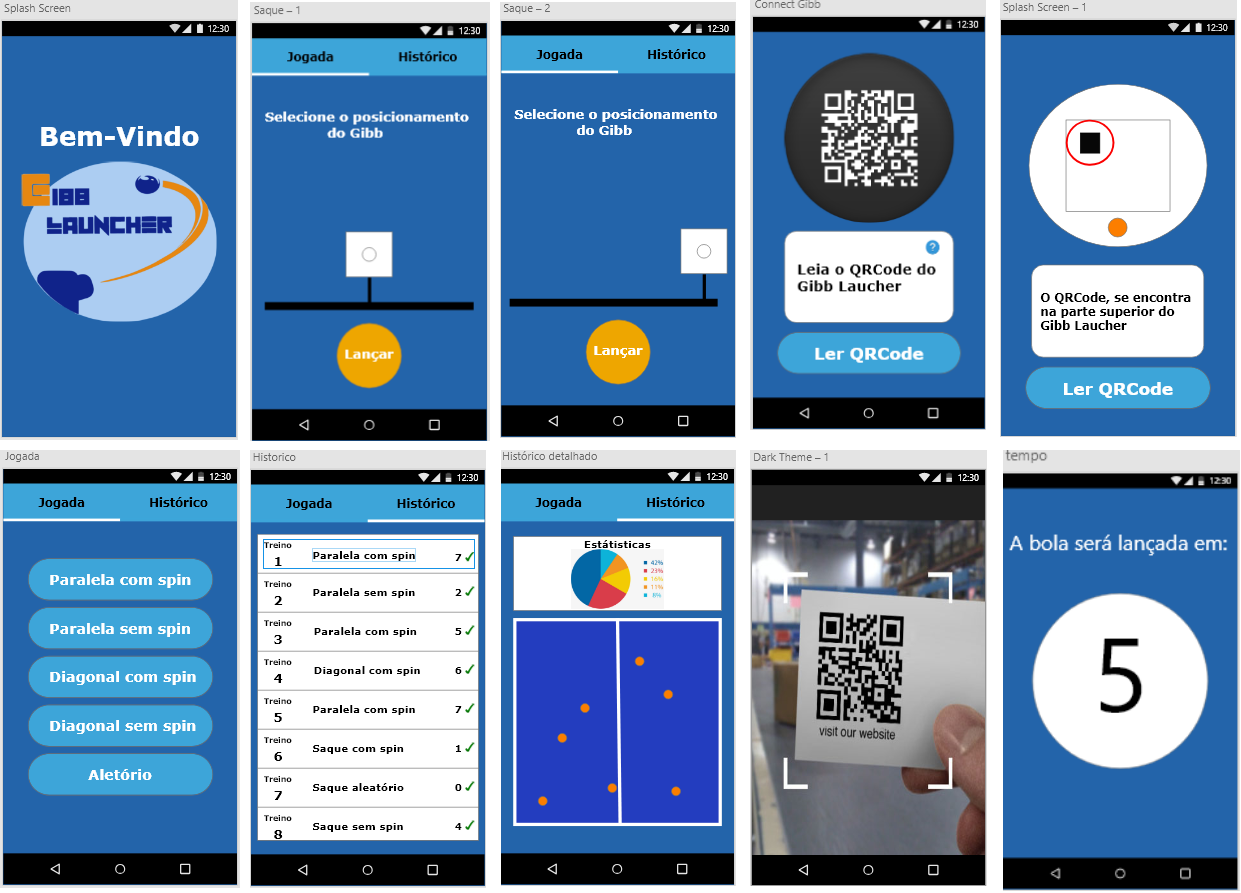 Splash Screen
12:30
Bem-Vindo
GIBB
LAUNCHER
Saque – 1
12:30
Jogada Histórico
Selecione o posicionamento
do Gibb
Lançar
Saque – 2
12:30
Jogada Histórico
Selecione o posicionamento
do Gibb
Lançar
Connect Gibb
12:30
?
Leia o QRCode do
Gibb Laucher
Ler QRCode
Splash Screen – 1
12:30
O QRCode, se encontra
na parte superior do
Gibb Laucher
Ler QRCode
Jogada
12:30
Jogada Histórico
Paralela com spin
Paralela sem spin
Diagonal com spin
Diagonal sem spin
Aletório
Historico
12:30
Jogada Histórico
Treino
1 Paralela com spin 7 ✓
Treino
2 Paralela sem spin 2 ✓
Treino
3 Paralela com spin 5 ✓
Treino
4 Diagonal com spin 6 ✓
Treino
5 Paralela com spin 7 ✓
Treino
6 Saque com spin 1 ✓
Treino
7 Saque aleatório 0 ✓
Treino
8 Saque sem spin 4 ✓
Histórico detalhado
12:30
Jogada Histórico
Estátisticas
42%
23%
16%
11%
8%
Dark Theme – 1
12:30
visit our website
tempo
12:30
A bola será lançada em:
5